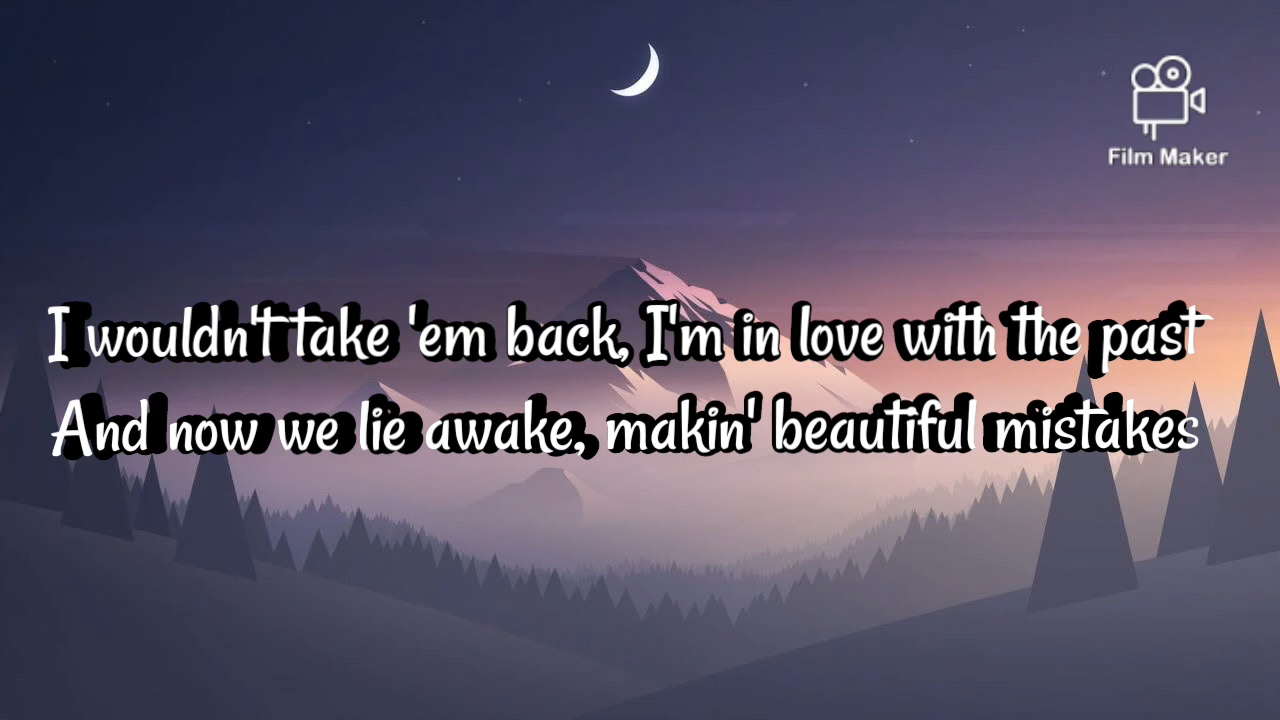 Film Maker
I wouldn't take 'em back, I'm in love with the past
And now we lie awake, makin' beautiful mistakes